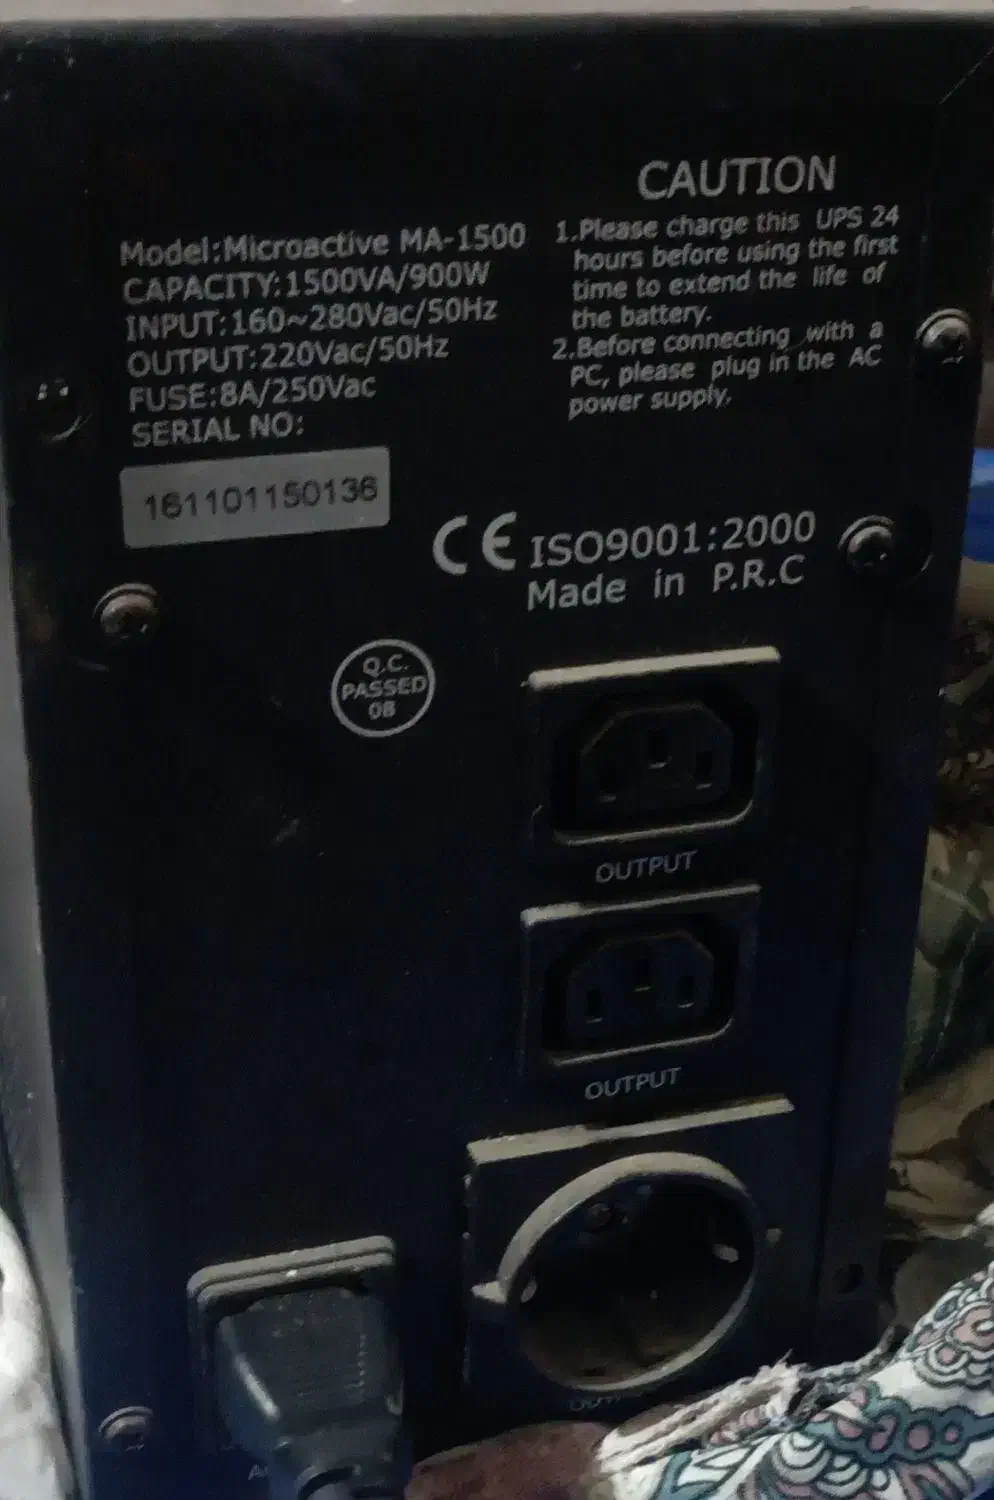 Model:Microactive MA-1500
CAPACITY:1500VA/900W
INPUT:160~280Vac/50Hz
OUTPUT:220Vac/50Hz
FUSE:8A/250Vac
SERIAL NO:
161101150136
CAUTION
1.Please charge this UPS 24
hours before using the first
time to extend the life of
the battery.
2.Before connecting with a
PC, please plug in the AC
power supply.
CE ISO9001:2000
Made in P.R.C
Q.C.
PASSED
08
OUTPUT
OUTPUT